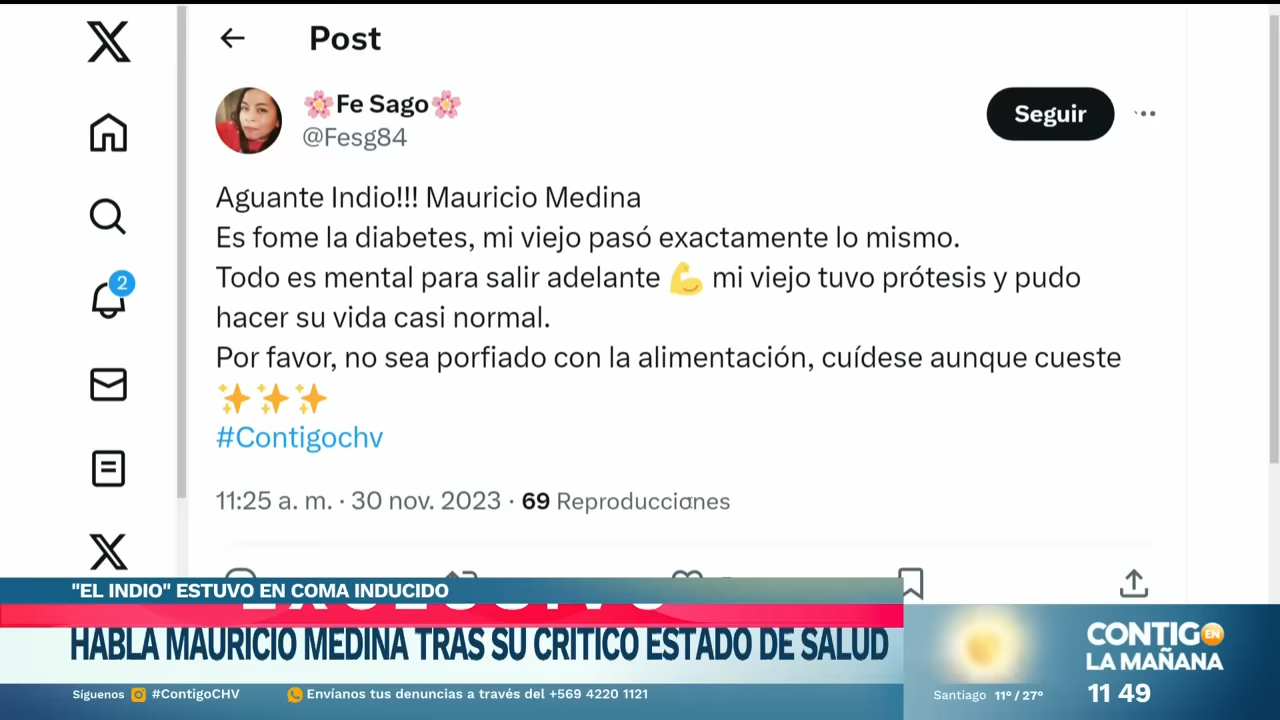 Post
🌸Fe Sago🌸
@Fesg84
Seguir
Aguante Indio!!! Mauricio Medina
Es fome la diabetes, mi viejo pasó exactamente lo mismo.
Todo es mental para salir adelante 💪 mi viejo tuvo prótesis y pudo
hacer su vida casi normal.
Por favor, no sea porfiado con la alimentación, cuídese aunque cueste
✨✨✨
#Contigochv
11:25 a. m. · 30 nov. 2023 · 69 Reproducciones
2
"EL INDIO" ESTUVO EN COMA INDUCIDO
HABLA MAURICIO MEDINA TRAS SU CRÍTICO ESTADO DE SALUD
Síguenos #ContigoCHV Envíanos tus denuncias a través del +569 4220 1121
Santiago 11° / 27°
CONTIGO EN
LA MAÑANA
11 49